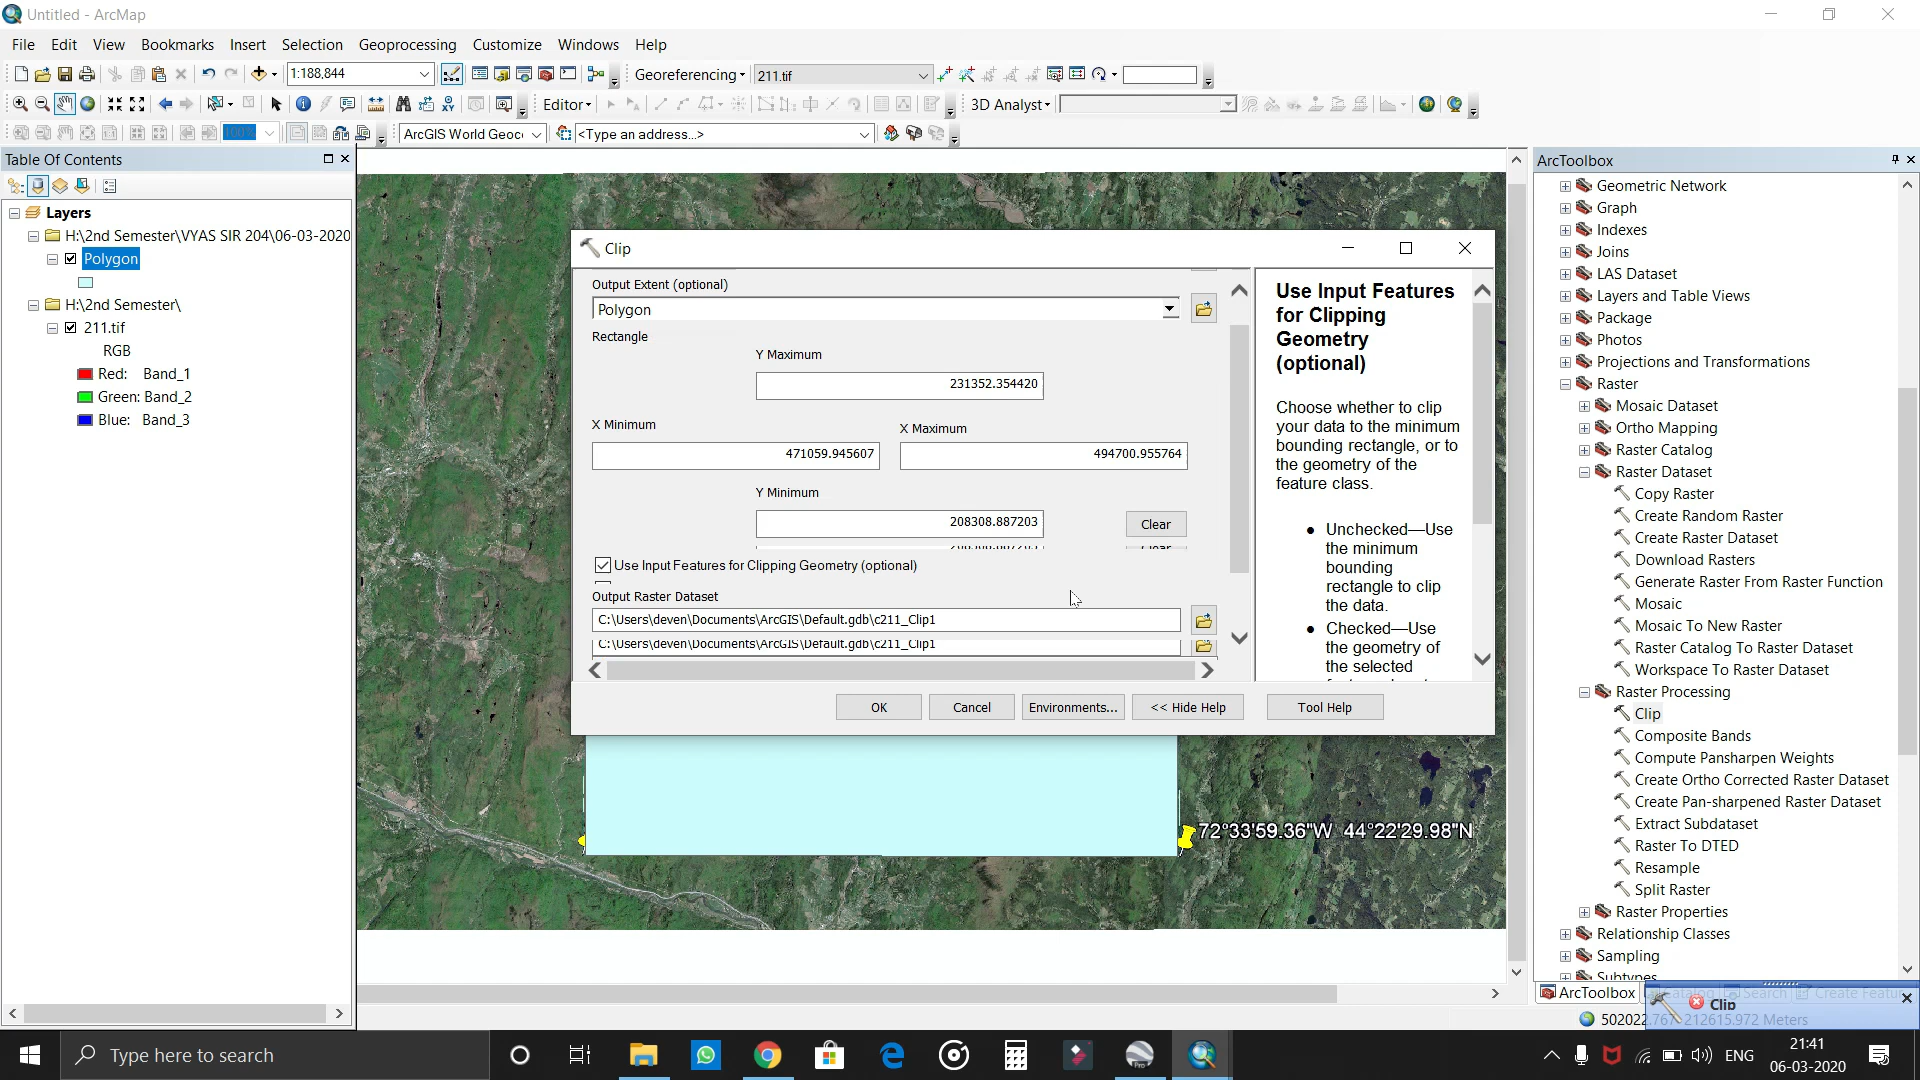 Untitled - ArcMap
File Edit View Bookmarks Insert Selection Geoprocessing Customize Windows Help
1:188,844
Georeferencing
211.tif
Editor
3D Analyst
100%
ArcGIS World Geoc
<Type an address...>
Table Of Contents
Layers
H:\2nd Semester\VYAS SIR 204\06-03-2020
Polygon
H:\2nd Semester\
211.tif
RGB
Red: Band_1
Green: Band_2
Blue: Band_3
Clip
Output Extent (optional)
Polygon
Rectangle
Y Maximum
231352.354420
X Minimum
X Maximum
471059.945607
494700.955764
Y Minimum
208308.887203
Clear
Use Input Features for Clipping Geometry (optional)
Output Raster Dataset
C:\Users\deven\Documents\ArcGIS\Default.gdb\c211_Clip1
C:\Users\deven\Documents\ArcGIS\Default.gdb\c211_Clip1
OK
Cancel
Environments...
<< Hide Help
Tool Help
Use Input Features
for Clipping
Geometry
(optional)
Choose whether to clip
your data to the minimum
bounding rectangle, or to
the geometry of the
feature class.
• Unchecked—Use
the minimum
bounding
rectangle to clip
the data.
• Checked—Use
the geometry of
the selected
72°33'59.36"W 44°22'29.98"N
ArcToolbox
Geometric Network
Graph
Indexes
Joins
LAS Dataset
Layers and Table Views
Package
Photos
Projections and Transformations
Raster
Mosaic Dataset
Ortho Mapping
Raster Catalog
Raster Dataset
Copy Raster
Create Random Raster
Create Raster Dataset
Download Rasters
Generate Raster From Raster Function
Mosaic
Mosaic To New Raster
Raster Catalog To Raster Dataset
Workspace To Raster Dataset
Raster Processing
Clip
Composite Bands
Compute Pansharpen Weights
Create Ortho Corrected Raster Dataset
Create Pan-sharpened Raster Dataset
Extract Subdataset
Raster To DTED
Resample
Split Raster
Raster Properties
Relationship Classes
Sampling
Subtypes
ArcToolbox
Catalog
Search
Create Featu
Clip
502022.767 212615.972 Meters
Type here to search
Pro
ENG
21:41
06-03-2020